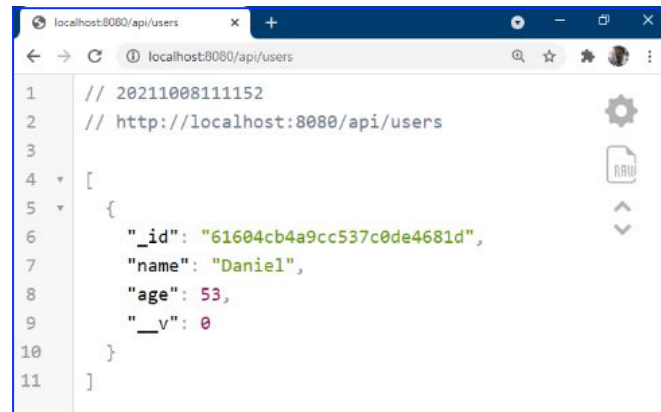 localhost:8080/api/users
localhost:8080/api/users
1 // 20211008111152
2 // http://localhost:8080/api/users
3
4 [
5 {
6 "_id": "61604cb4a9cc537c0de4681d",
7 "name": "Daniel",
8 "age": 53,
9 "__v": 0
10 }
11 ]
RAW